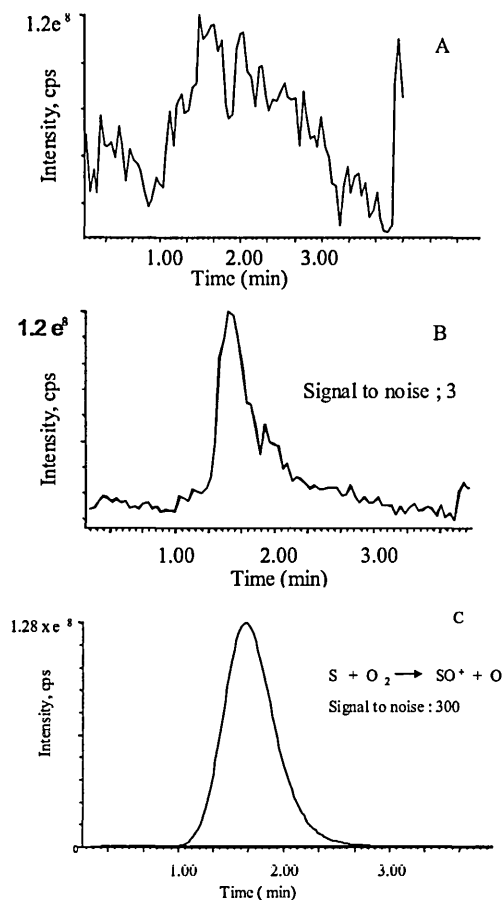 1.2e⁸
A
Intensity, cps
1.00 2.00 3.00
Time (min)
1.2 e⁸
B
Signal to noise ; 3
Intensity, cps
1.00 2.00 3.00
Time (min)
1.28 x e ⁸
C
S + O ₂ → SO⁺ + O
Signal to noise : 300
Intensity, cps
0
1.00 2.00 3.00
Time ( min)